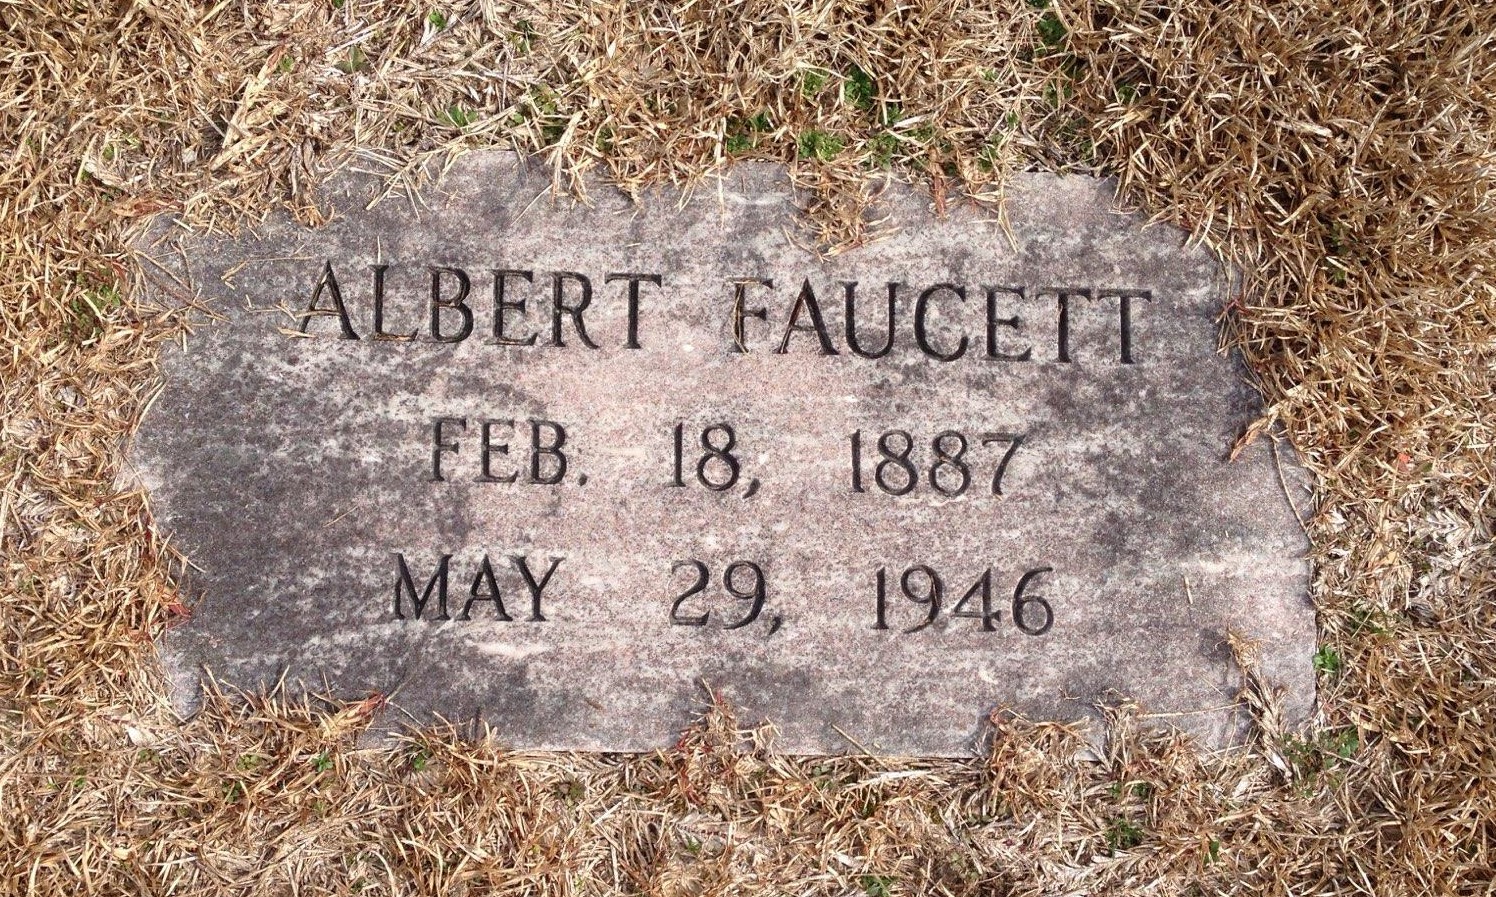 ALBERT FAUCETT
FEB. 18, 1887
MAY 29, 1946